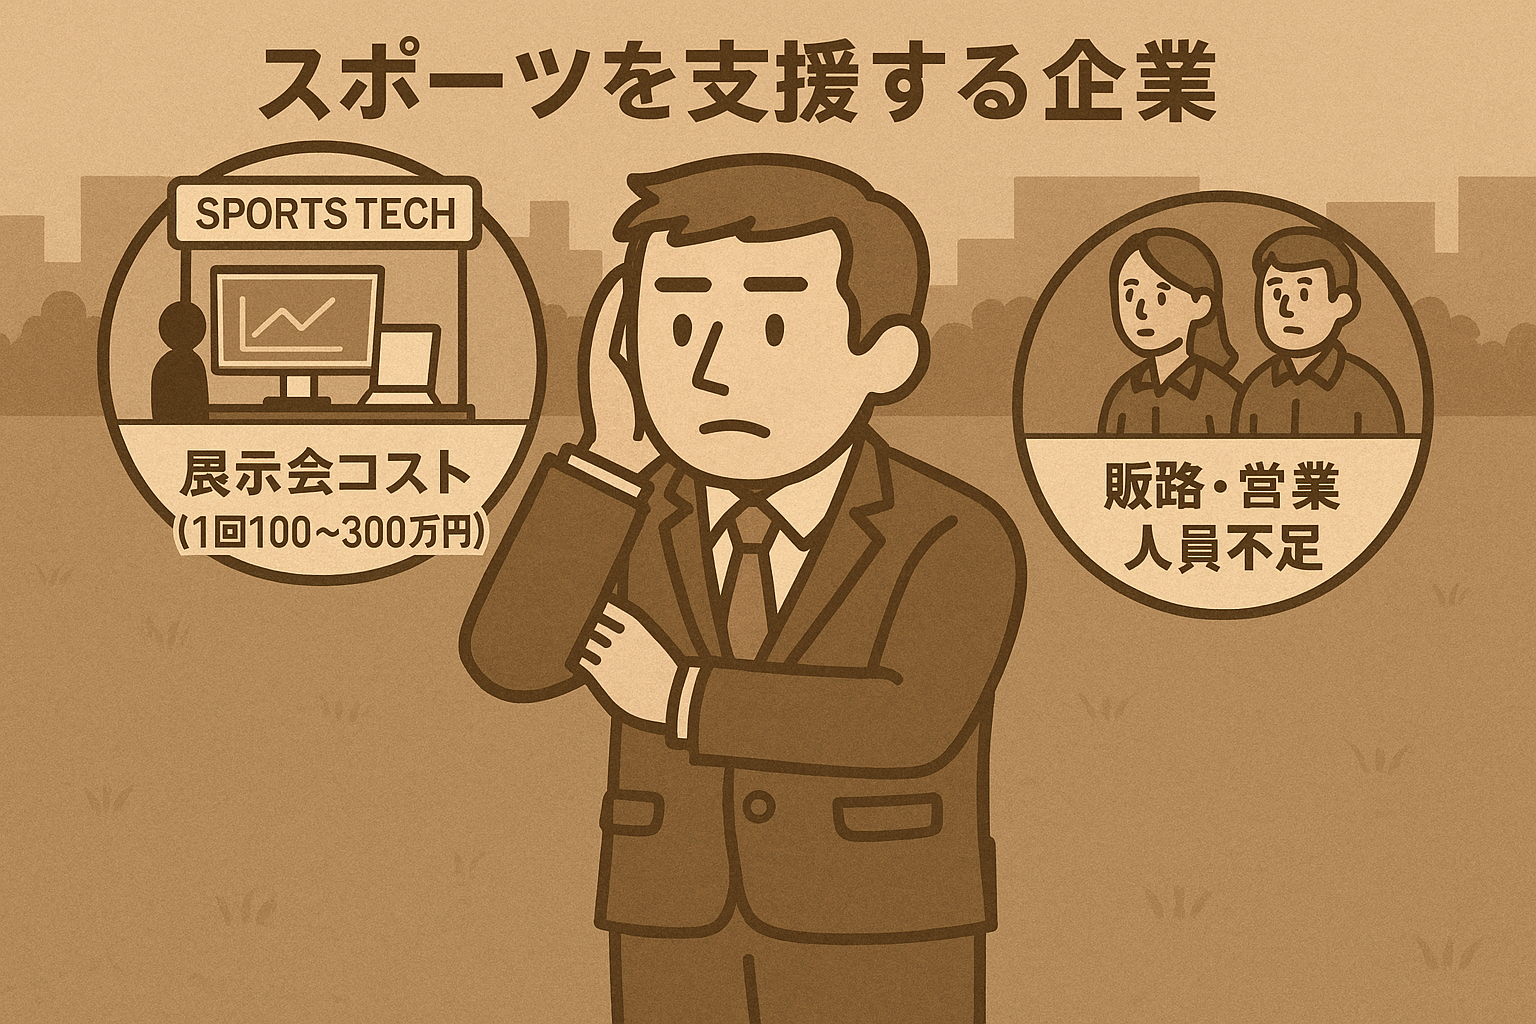 スポーツを支援する企業
SPORTS TECH
展示会コスト
(1回100～300万円)
販路・営業
人員不足